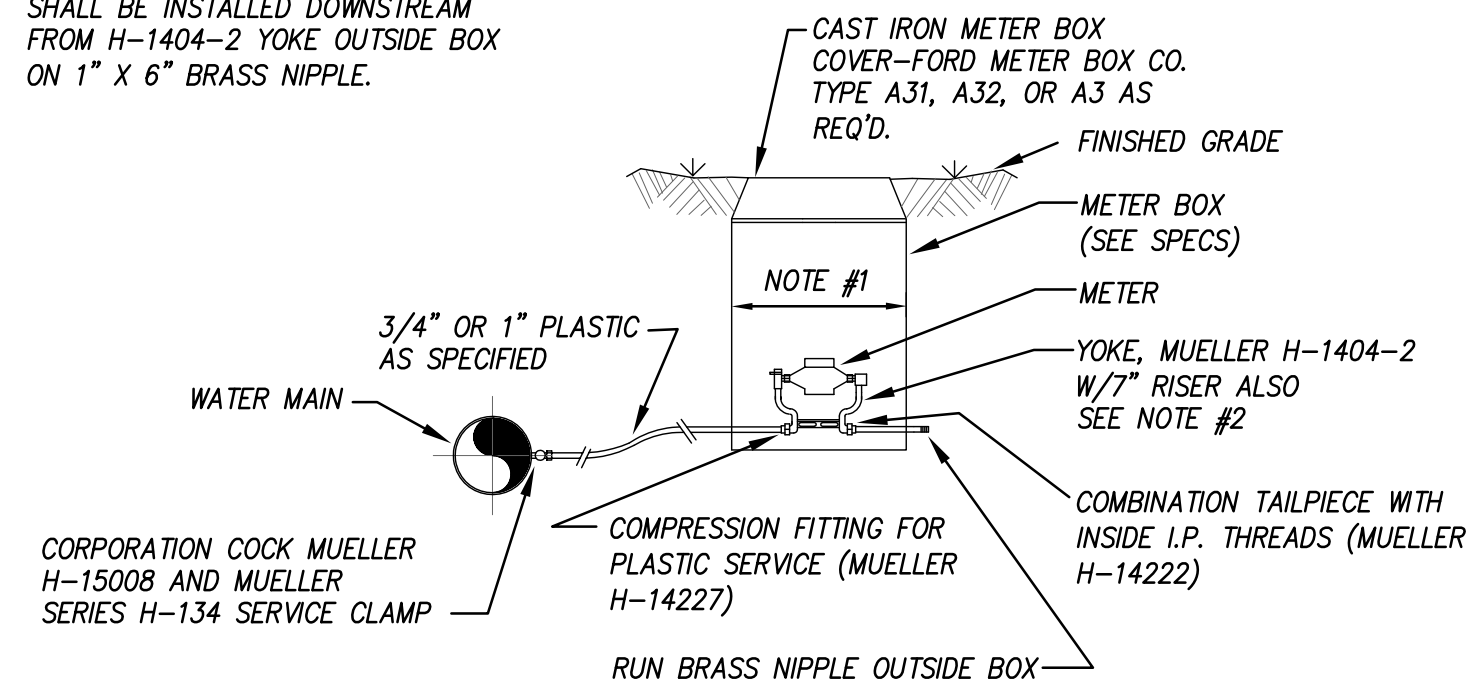 SHALL BE INSTALLED DOWNSTREAM
FROM H-1404-2 YOKE OUTSIDE BOX
ON 1" X 6" BRASS NIPPLE.
CAST IRON METER BOX
COVER-FORD METER BOX CO.
TYPE A31, A32, OR A3 AS
REQ'D.
FINISHED GRADE
METER BOX
(SEE SPECS)
NOTE #1
METER
3/4" OR 1" PLASTIC
AS SPECIFIED
YOKE, MUELLER H-1404-2
W/7" RISER ALSO
SEE NOTE #2
WATER MAIN
COMBINATION TAILPIECE WITH
INSIDE I.P. THREADS (MUELLER
H-14222)
COMPRESSION FITTING FOR
PLASTIC SERVICE (MUELLER
H-14227)
CORPORATION COCK MUELLER
H-15008 AND MUELLER
SERIES H-134 SERVICE CLAMP
RUN BRASS NIPPLE OUTSIDE BOX